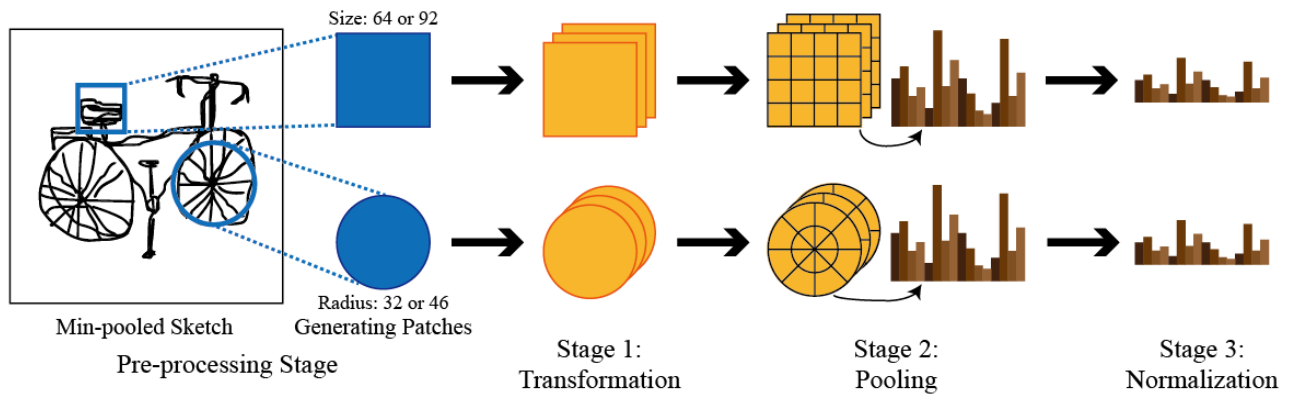 Size: 64 or 92
Radius: 32 or 46
Min-pooled Sketch
Generating Patches
Pre-processing Stage
Stage 1:
Transformation
Stage 2:
Pooling
Stage 3:
Normalization